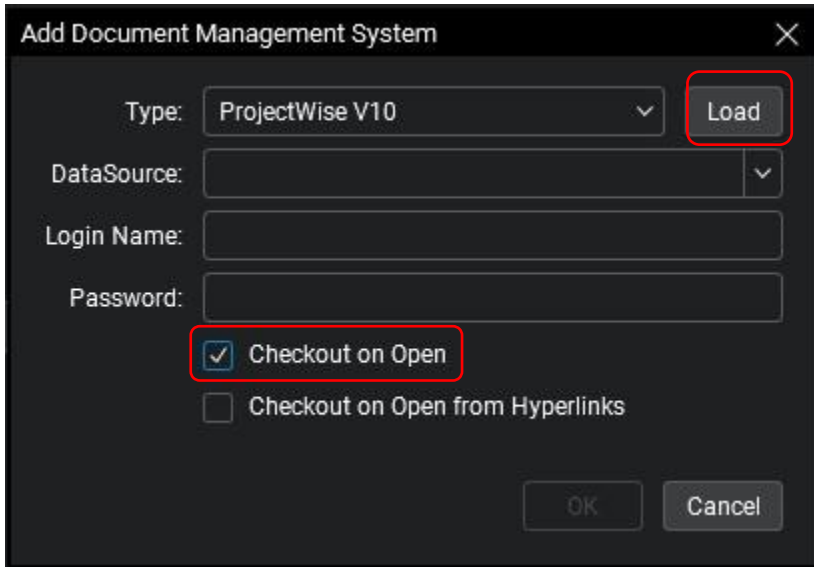 Add Document Management System
Type: ProjectWise V10 Load
DataSource:
Login Name:
Password:
Checkout on Open
Checkout on Open from Hyperlinks
OK Cancel